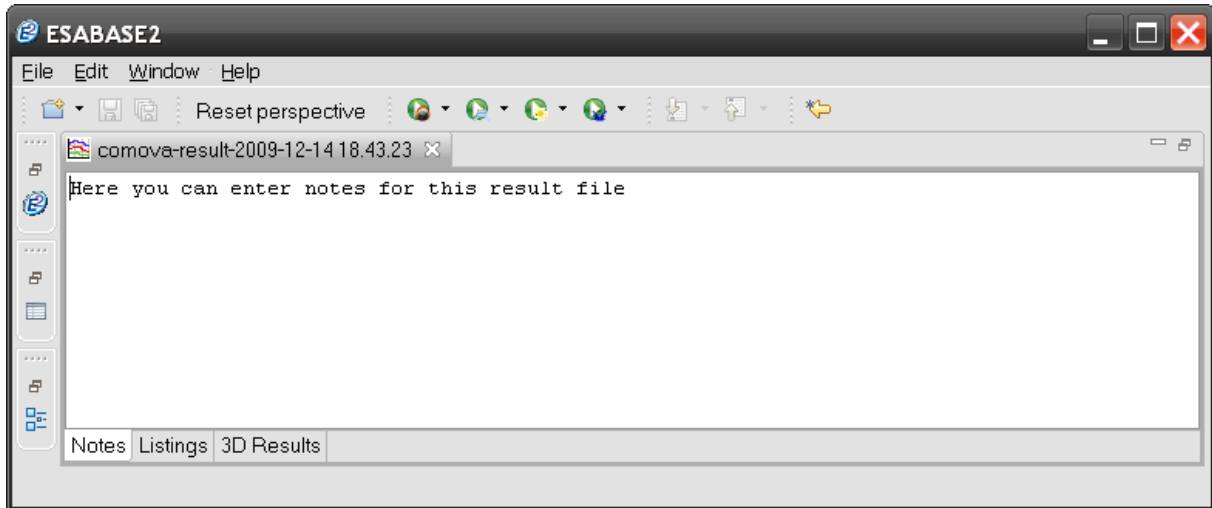 ESABASE2
File Edit Window Help
Reset perspective
comova-result-2009-12-14 18.43.23
Here you can enter notes for this result file
Notes Listings 3D Results